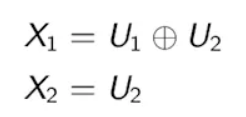 X₁ = U₁ ⊕ U₂
X₂ = U₂